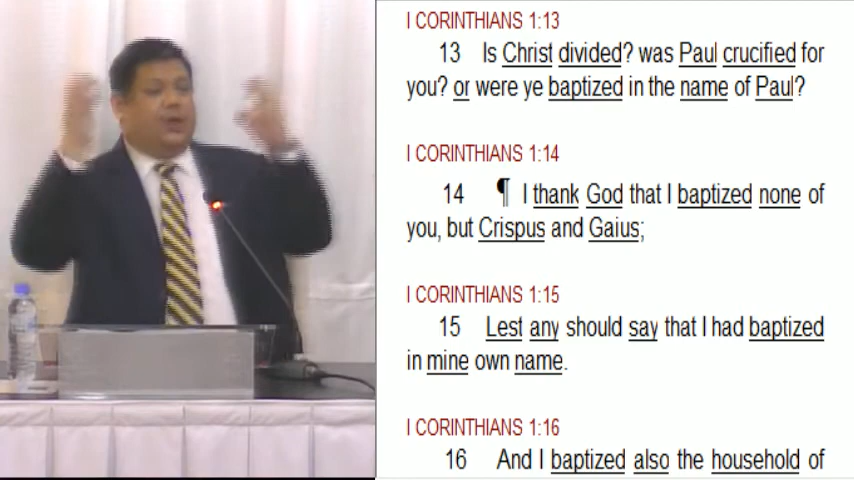 I CORINTHIANS 1:13
13 Is Christ divided? was Paul crucified for
you? or were ye baptized in the name of Paul?
I CORINTHIANS 1:14
14 ¶ I thank God that I baptized none of
you, but Crispus and Gaius;
I CORINTHIANS 1:15
15 Lest any should say that I had baptized
in mine own name.
I CORINTHIANS 1:16
16 And I baptized also the household of